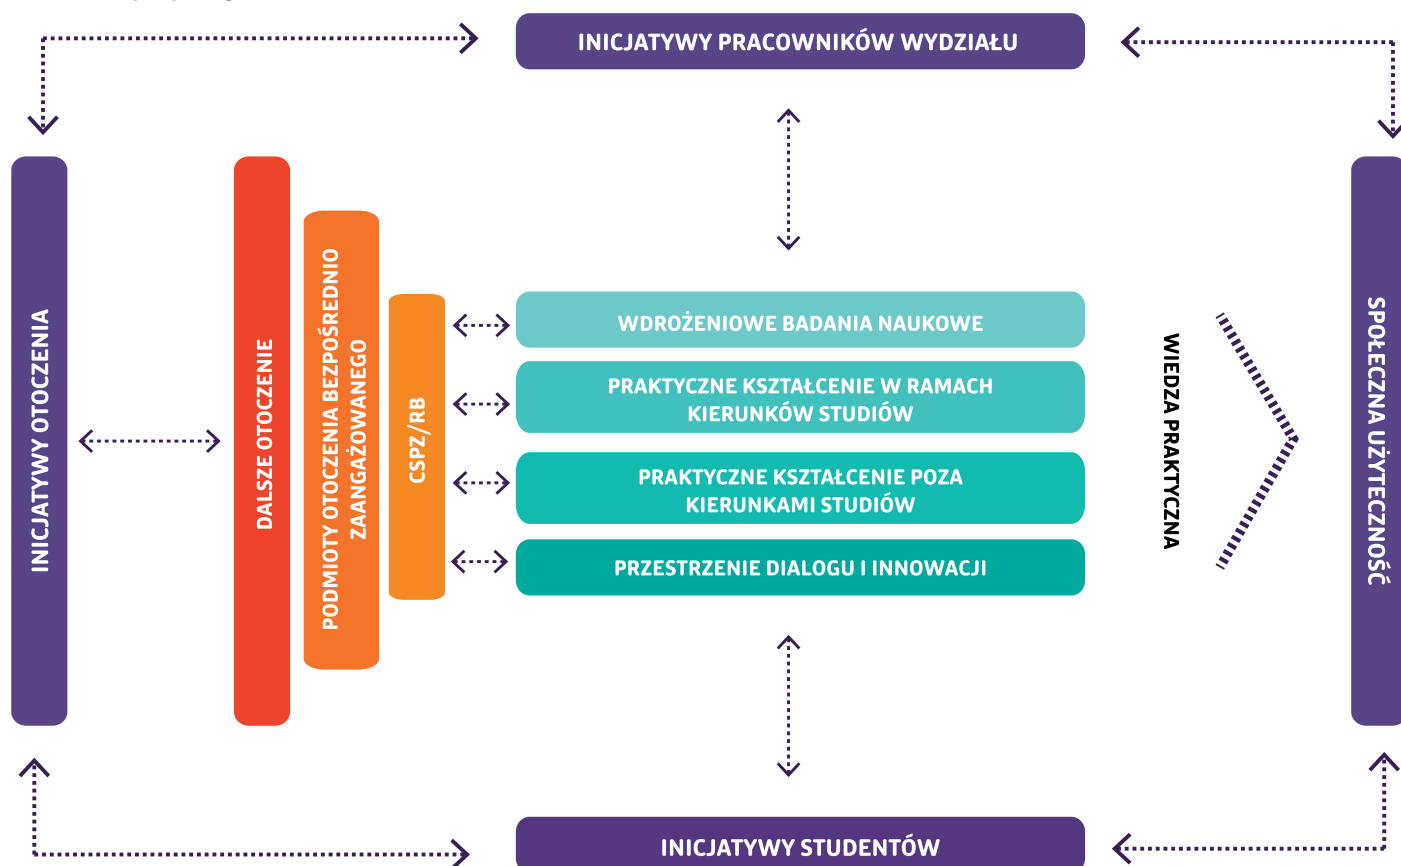 INICJATYWY PRACOWNIKÓW WYDZIAŁU
INICJATYWY OTOCZENIA
DALSZE OTOCZENIE
PODMIOTY OTOCZENIA BEZPOŚREDNIO
ZAANGAŻOWANEGO
CSPZ/RB
WDROŻENIOWE BADANIA NAUKOWE
PRAKTYCZNE KSZTAŁCENIE W RAMACH
KIERUNKÓW STUDIÓW
PRAKTYCZNE KSZTAŁCENIE POZA
KIERUNKAMI STUDIÓW
PRZESTRZENIE DIALOGU I INNOWACJI
WIEDZA PRAKTYCZNA
SPOŁECZNA UŻYTECZNOŚĆ
INICJATYWY STUDENTÓW